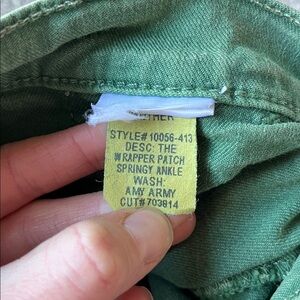 STYLE# 10056-413
DESC: THE
WRAPPER PATCH
SPRINGY ANKLE
WASH:
AMY ARMY
CUT# 703814